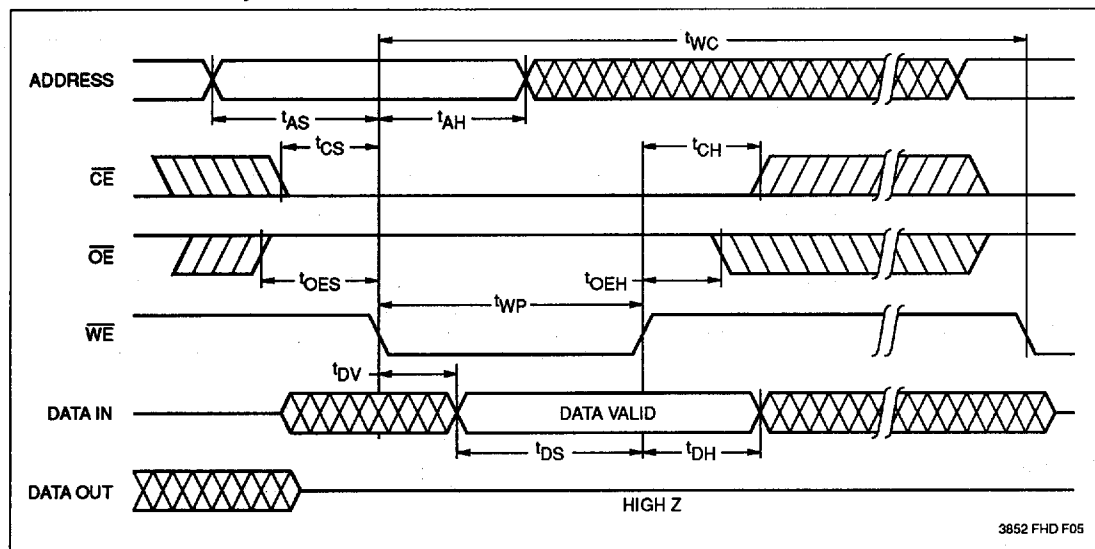 tWC
ADDRESS
tAS
tAH
tCS
tCH
CE
OE
tOES
tOEH
tWP
WE
tDV
DATA IN
DATA VALID
tDS
tDH
DATA OUT
HIGH Z
3852 FHD F05